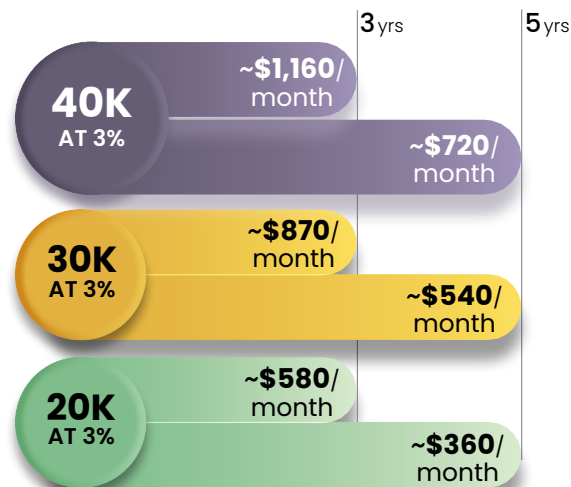 3 yrs
5 yrs
40K
AT 3%
~$1,160/
month
~$720/
month
30K
AT 3%
~$870/
month
~$540/
month
20K
AT 3%
~$580/
month
~$360/
month